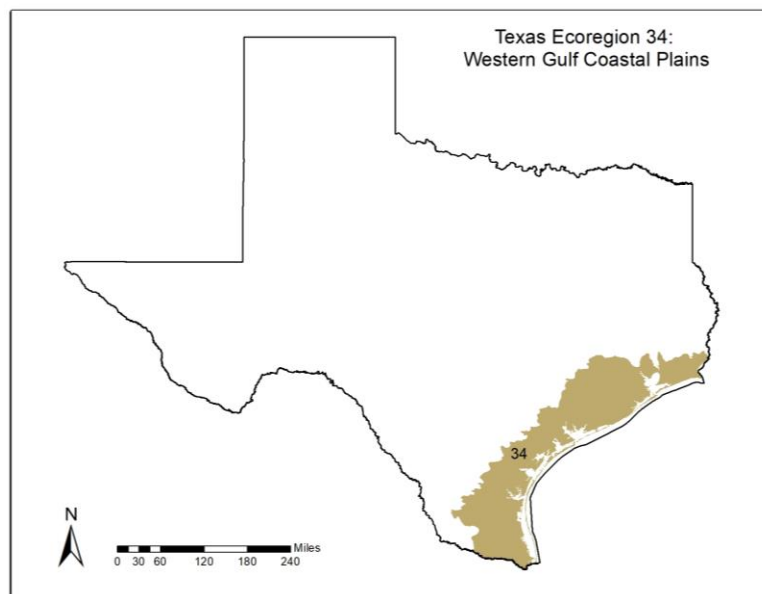 Texas Ecoregion 34:
Western Gulf Coastal Plains
34
N
Miles
0 30 60 120 180 240